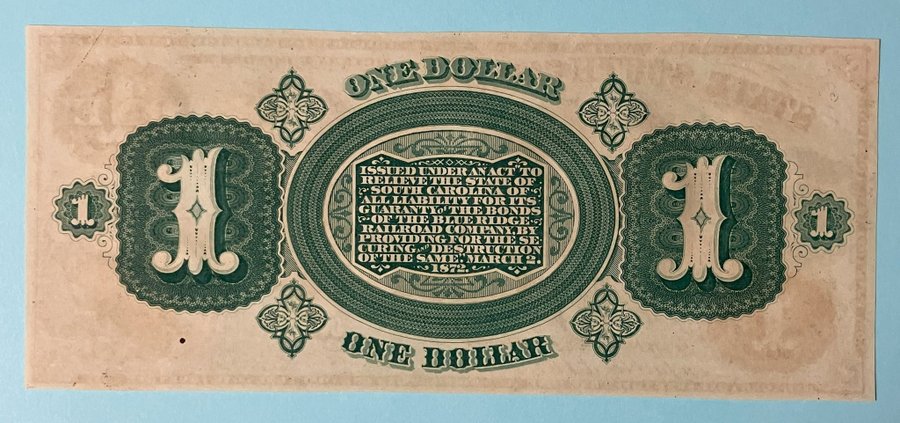 ONE DOLLAR
1
1
ISSUED UNDER AN ACT TO
RELIEVE THE STATE OF
SOUTH CAROLINA OF
ALL LIABILITY FOR ITS
GUARANTY of THE BONDS
OF THE BLUE RIDGE
RAILROAD COMPANY, BY
PROVIDING FOR THE SE-
CURING AND DESTRUCTION
OF THE SAME. MARCH 2
1872.
1
1
ONE DOLLAR